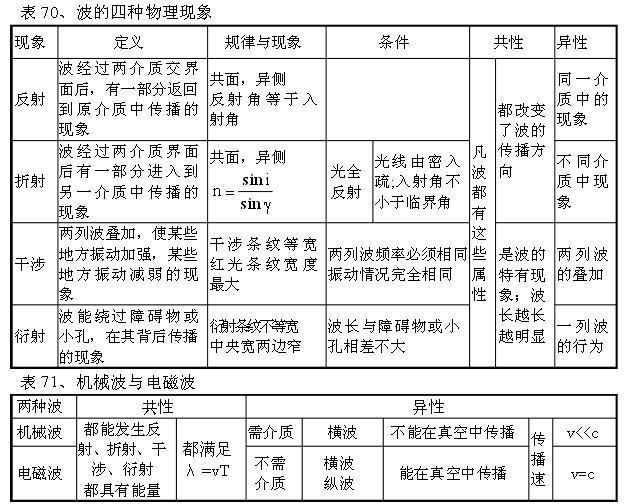 表 70、波的四种物理现象
现象 定义 规律与现象 条件 共性 异性
反射
波经过两介质交界
面后，有一部分返回
到原介质中传播的
现象
共面，异侧
反射角等于入
射角
凡波都有这些属性
都改变
了波的
传播方
向
同一介
质中的
现象
折射
波经过两介质界面
后有一部分进入到
另一介质中传播的
现象
共面，异侧
n = sin i / sin γ
光全
反射
光线由密入
疏;入射角不
小于临界角
不同介
质中现
象
干涉
两列波叠加，使某些
地方振动加强，某些
地方振动减弱的现
象
干涉条纹等宽
红光条纹宽度
最大
两列波频率必须相同
振动情况完全相同
是波的
特有现
象；波
长越长
越明显
两列波
的叠加
衍射
波能绕过障碍物或
小孔，在其背后传播
的现象
衍射条纹不等宽
中央宽两边窄
波长与障碍物或小
孔相差不大
一列波
的行为
表 71、机械波与电磁波
两种波 共性 异性
机械波
都能发生反
射、折射、干
涉、衍射
都具有能量
都满足
λ=vT
需介质 横波 不能在真空中传播
传播速
v<<c
电磁波
不需
介质
横波
纵波
能在真空中传播
v=c